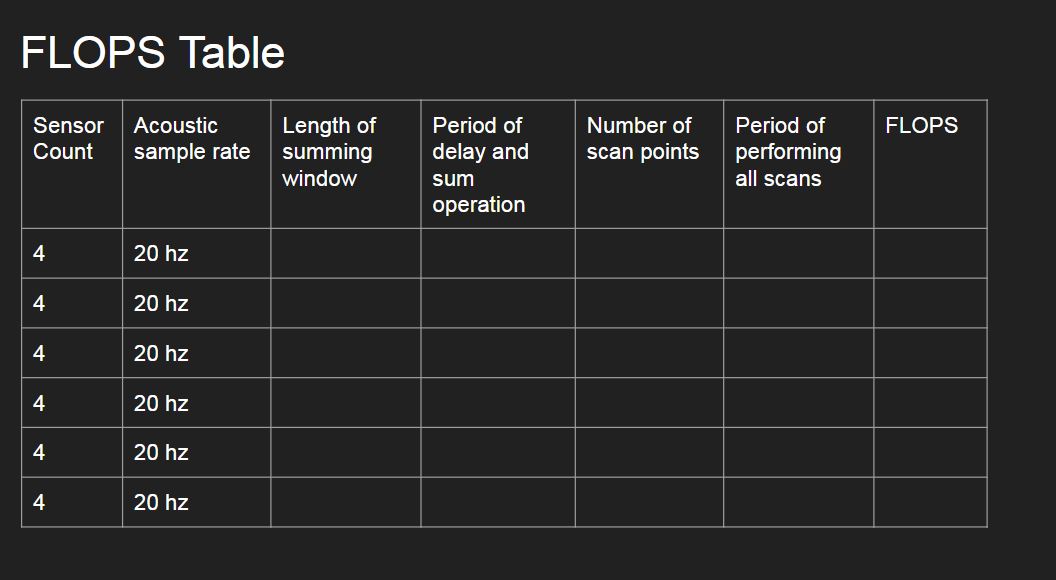 FLOPS Table
Sensor Count
Acoustic sample rate
Length of summing window
Period of delay and sum operation
Number of scan points
Period of performing all scans
FLOPS
4 20 hz
4 20 hz
4 20 hz
4 20 hz
4 20 hz
4 20 hz